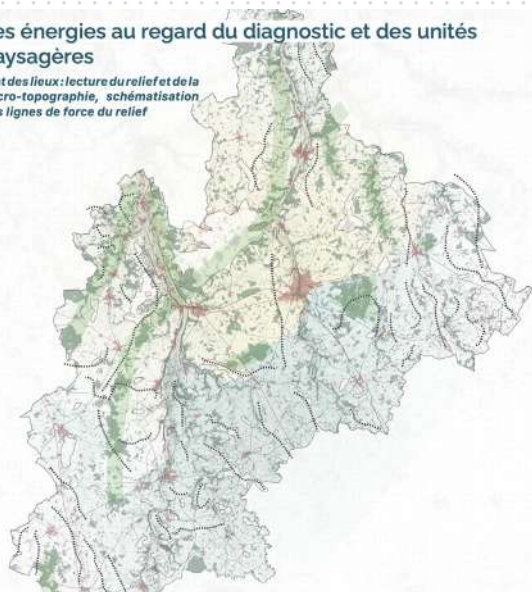 es énergies au regard du diagnostic et des unités
aysagères
t des lieux : lecture du relief et de la
cro-topographie, schématisation
s lignes de force du relief